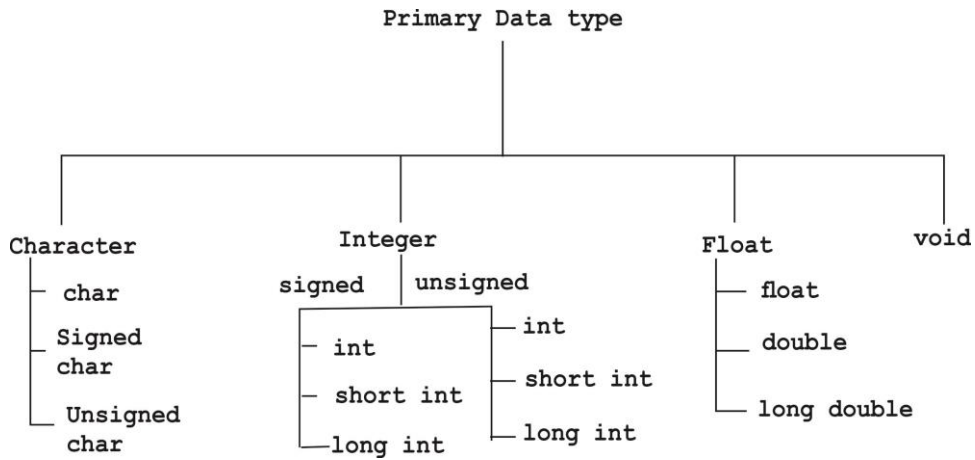 Primary Data type
Character
char
Signed
char
Unsigned
char
Integer
signed
unsigned
int
short int
long int
int
short int
long int
Float
float
double
long double
void